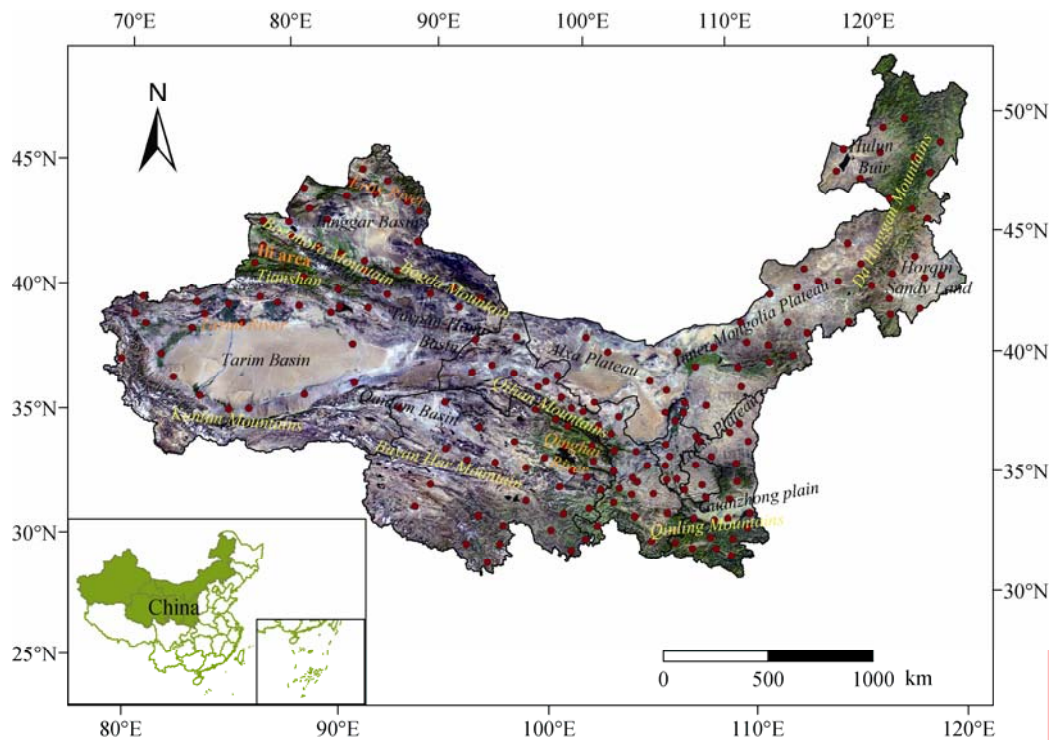 70°E 80°E 90°E 100°E 110°E 120°E
N
50°N
45°N
Hulun
Buir
Da Hinggan Mountains
Junggar Basin
45°N
Ili area
Tianshan
Bogda Mountain
40°N
Horqin
Sandy Land
Inner Mongolia Plateau
Alxa Plateau
Tarim Basin
Basin
40°N
Qilian Mountains
Qaidam Basin
35°N
Kunlun Mountains
Plateau
Qinghai
Bayan Har Mountains
35°N
Guanzhong plain
Qinling Mountains
30°N
China
30°N
25°N
0 500 1000 km
80°E 90°E 100°E 110°E 120°E